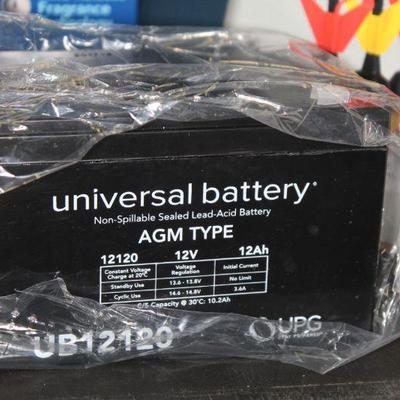 Fragrance
universal battery
Non-Spillable Sealed Lead-Acid Battery
AGM TYPE
12120 12V 12Ah
Constant Voltage Charge at 20°C Voltage Regulation Initial Current
Standby Use 13.6 - 13.8V No Limit
Cyclic Use 14.6 - 14.8V 3.6A
Capacity @ 30°C: 10.2Ah
UB12120
UPG